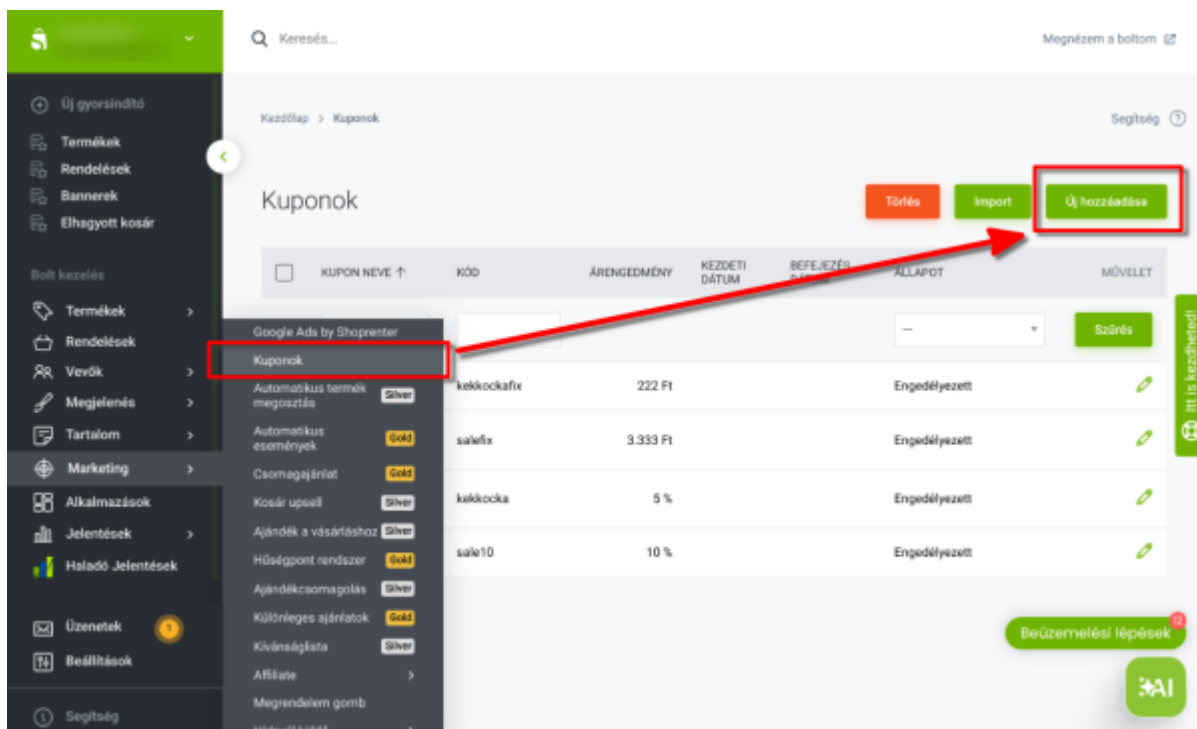 Keresés...
Megnézem a boltom
Új gyorsindító
Termékek
Rendelések
Bannerek
Elhagyott kosár
Bolt kezelés
Termékek
Rendelések
Vevők
Megjelenés
Tartalom
Marketing
Alkalmazások
Jelentések
Haladó Jelentések
Üzenetek
1
Beállítások
Segítség
Kezdőlap > Kuponok
Segítség
Kuponok
Törlés
Import
Új hozzáadása
KUPON NEVE
KÓD
ÁRENGEDMÉNY
KEZDETI
DÁTUM
BEFEJEZÉS
ÁLLAPOT
MŰVELET
Szűrés
Google Ads by Shoprenter
Kuponok
Automatikus termék
megosztás
Silver
Automatikus
események
Gold
Csomagajánlat
Gold
Kosár upsell
Silver
Ajándék a vásárláshoz
Silver
Hűségpont rendszer
Gold
Ajándékcsomagolás
Silver
Különleges ajánlatok
Gold
Kívánságlista
Silver
Affiliate
Megrendelem gomb
kekkockafix 222 Ft Engedélyezett
salefix 3.333 Ft Engedélyezett
kekkocka 5 % Engedélyezett
sale10 10 % Engedélyezett
Itt is kezdheted!
Beüzemelési lépések
12
AI